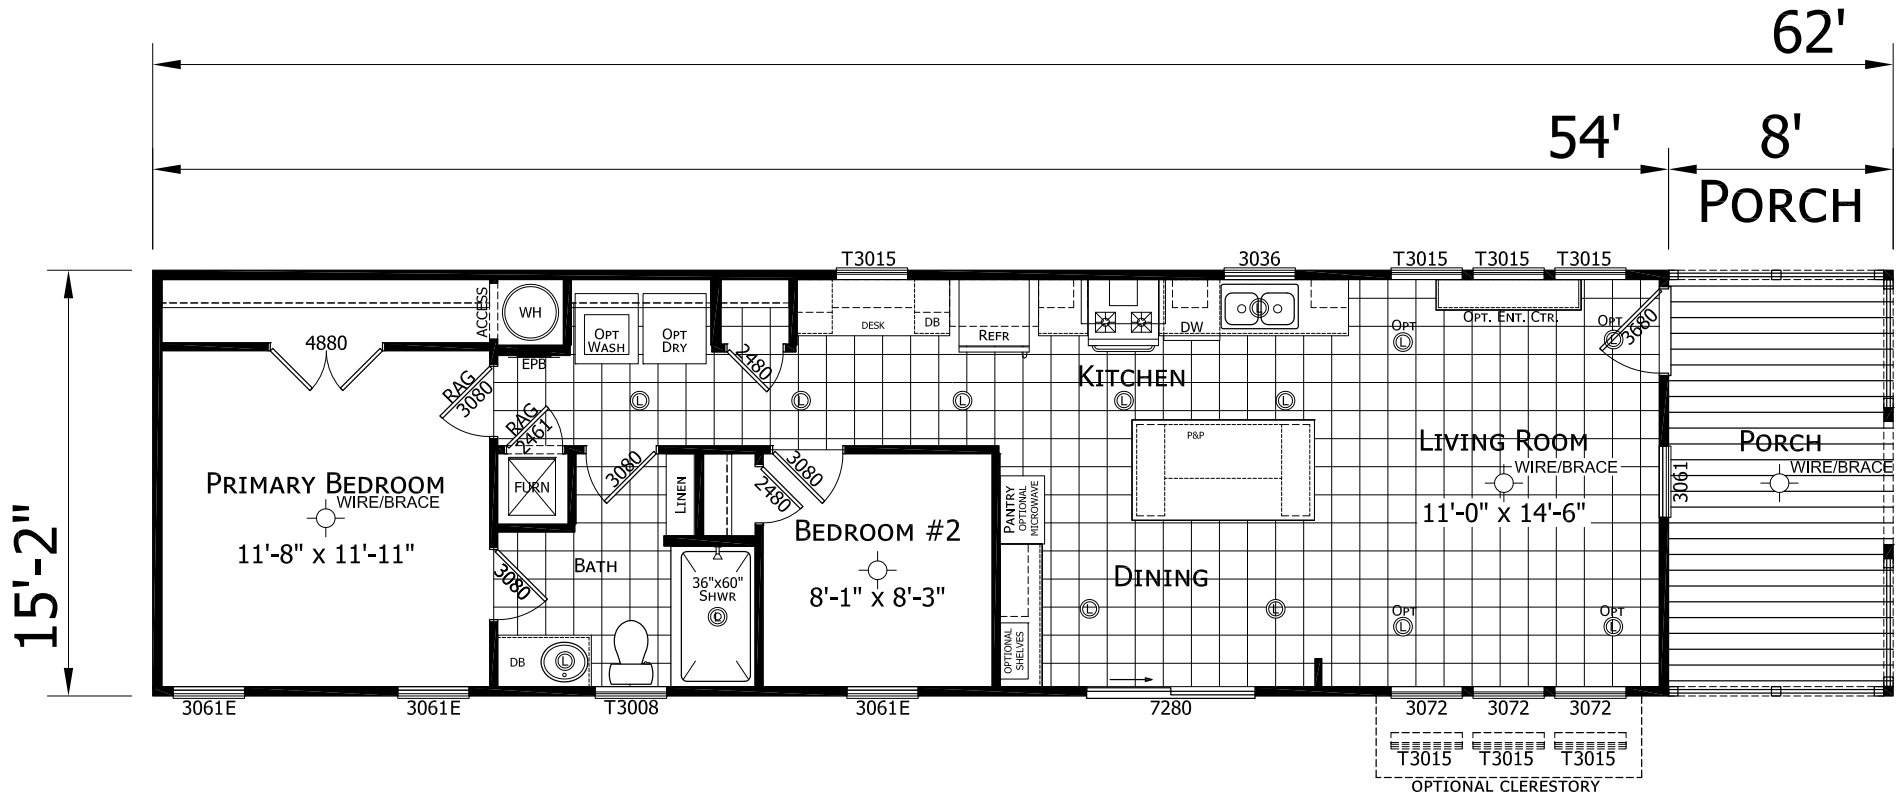 62'
54'
8'
PORCH
15'-2"
T3015
3036
T3015
T3015
T3015
ACCESS
WH
OPT WASH
OPT DRY
DESK
DB
REFR
DW
OPT. ENT. CTR.
OPT
L
OPT
L
3680
4880
EPB
2480
RAG
3080
RAG
2461
KITCHEN
L
L
L
L
L
L
P&P
LIVING ROOM
WIRE/BRACE
11'-0" x 14'-6"
3061
PORCH
WIRE/BRACE
PRIMARY BEDROOM
WIRE/BRACE
11'-8" x 11'-11"
FURN
3080
LINEN
2480
3080
BEDROOM #2
8'-1" x 8'-3"
PANTRY
OPTIONAL
MICROWAVE
DINING
BATH
3080
36"x60"
SHWR
L
L
L
OPT
L
OPT
L
DB
L
OPTIONAL
SHELVES
3061E
3061E
T3008
3061E
7280
3072
3072
3072
T3015
T3015
T3015
OPTIONAL CLERESTORY